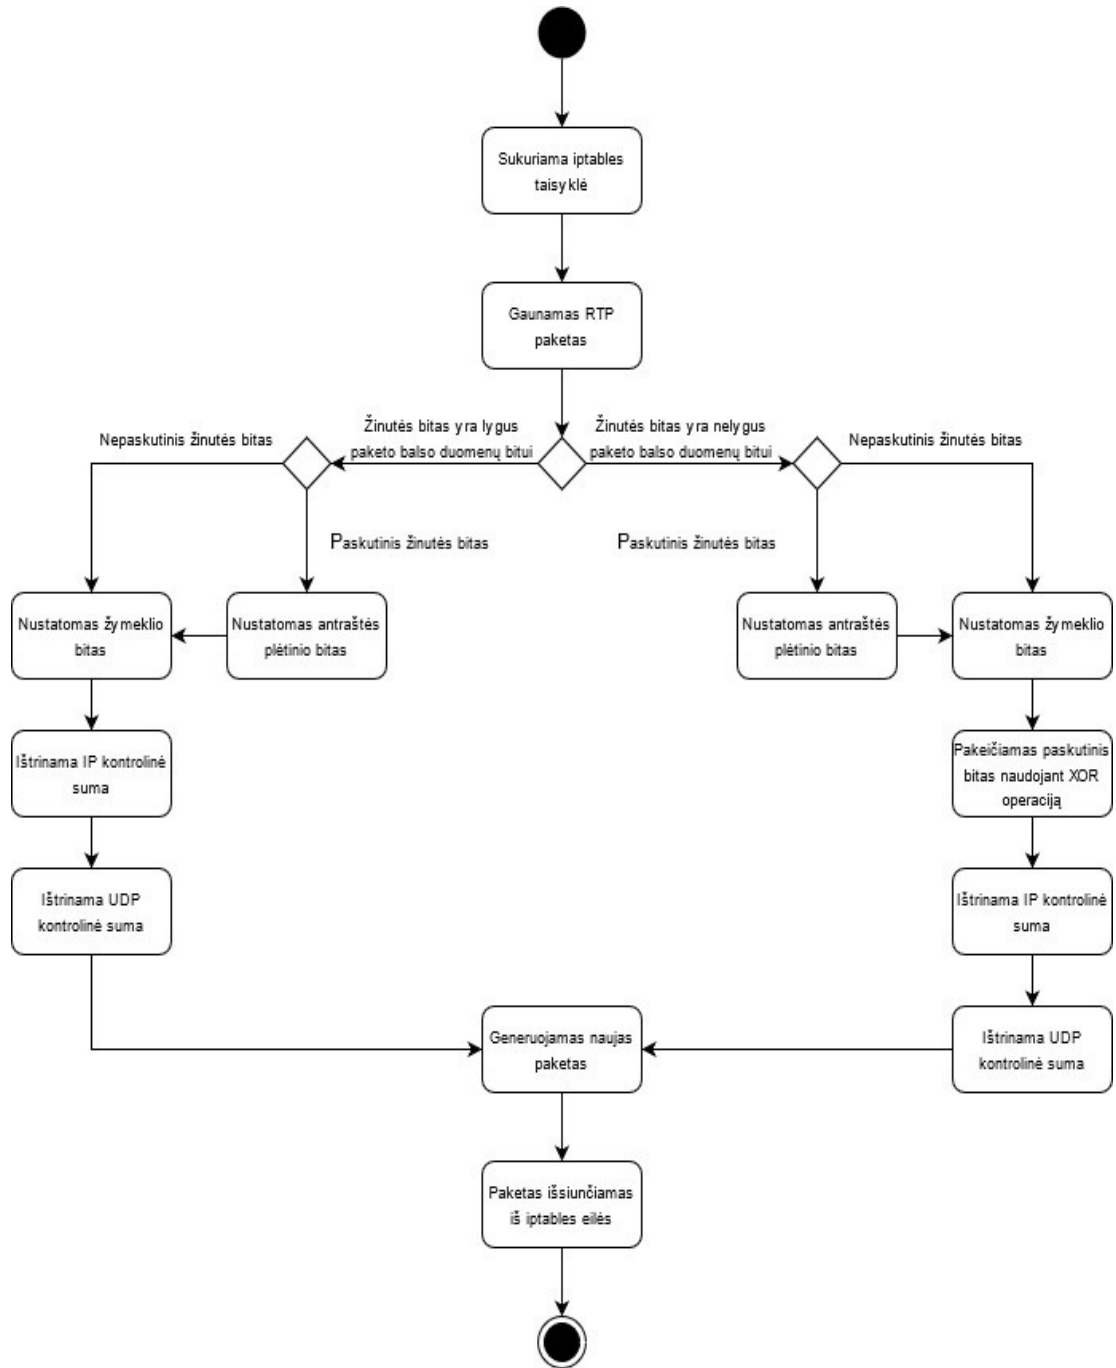 Sukuriama iptables
taisyklė
Gaunamas RTP
paketas
Nepaskutinis žinutės bitas
Žinutės bitas yra lygus
paketo balso duomenų bitui
Žinutės bitas yra nelygus
paketo balso duomenų bitui
Nepaskutinis žinutės bitas
Paskutinis žinutės bitas
Paskutinis žinutės bitas
Nustatomas žymeklio
bitas
Nustatomas antraštės
plėtinio bitas
Nustatomas antraštės
plėtinio bitas
Nustatomas žymeklio
bitas
Ištrinama IP kontrolinė
suma
Pakeičiamas paskutinis
bitas naudojant XOR
operaciją
Ištrinama UDP
kontrolinė suma
Ištrinama IP kontrolinė
suma
Generuojamas naujas
paketas
Ištrinama UDP
kontrolinė suma
Paketas išsiunčiamas
iš iptables eilės